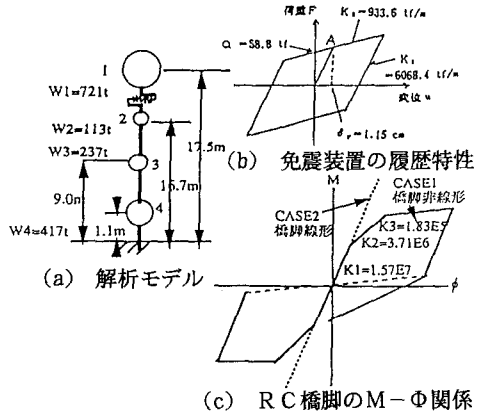 1
W1=721t
2
W2=113t
W3=237t
3
9.0m
4
W4=417t
1.1m
16.7m
17.5m
(a) 解析モデル
荷重F
K₂=933.6 tf/m
Q=58.8 tf
A
K₁
=6068.4 tf/m
変位u
δy=1.15 cm
(b) 免震装置の履歴特性
M
CASE1
橋脚非線形
CASE2
橋脚線形
K3=1.83E5
K2=3.71E6
K1=1.57E7
φ
(c) RC橋脚のM-Φ関係